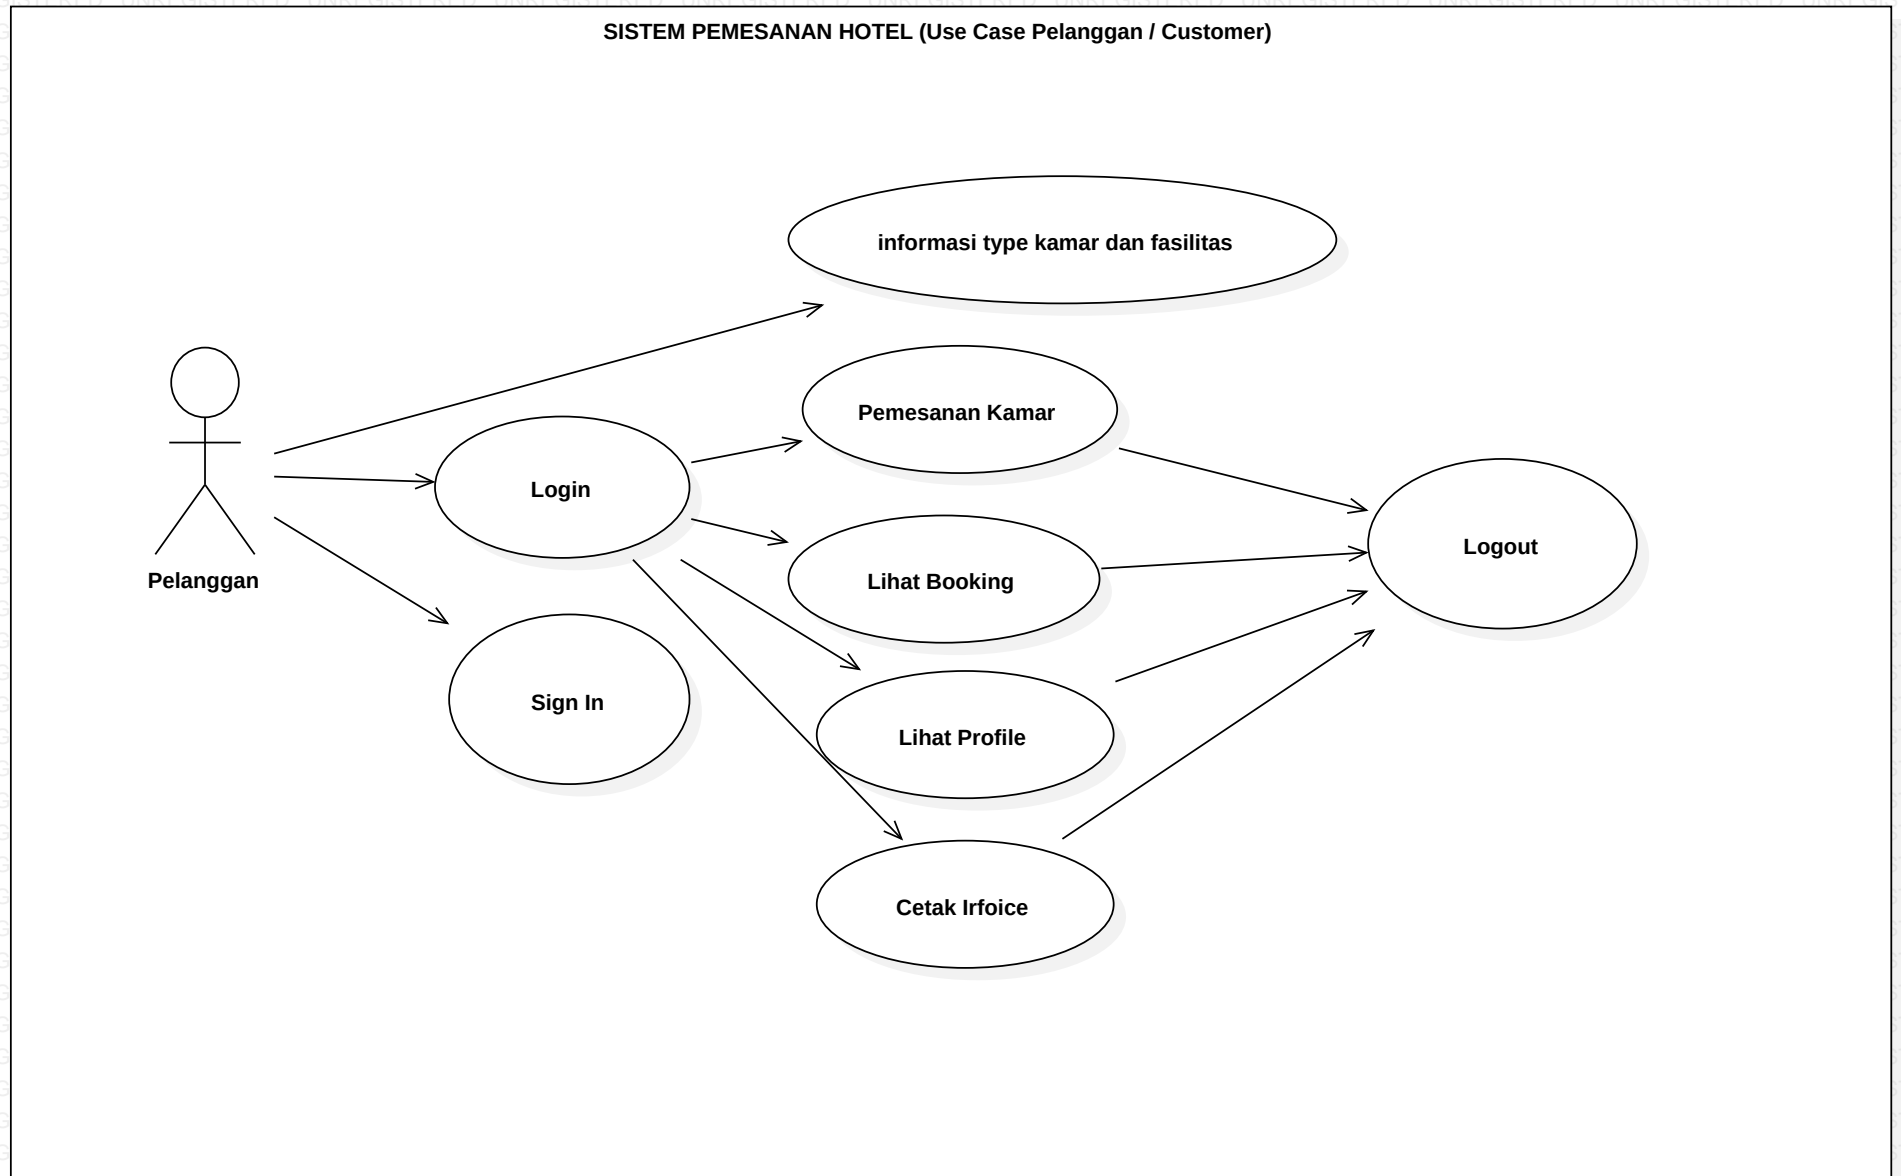 SISTEM PEMESANAN HOTEL (Use Case Pelanggan / Customer)
informasi type kamar dan fasilitas
Pemesanan Kamar
Login
Logout
Pelanggan
Lihat Booking
Sign In
Lihat Profile
Cetak Irfoice